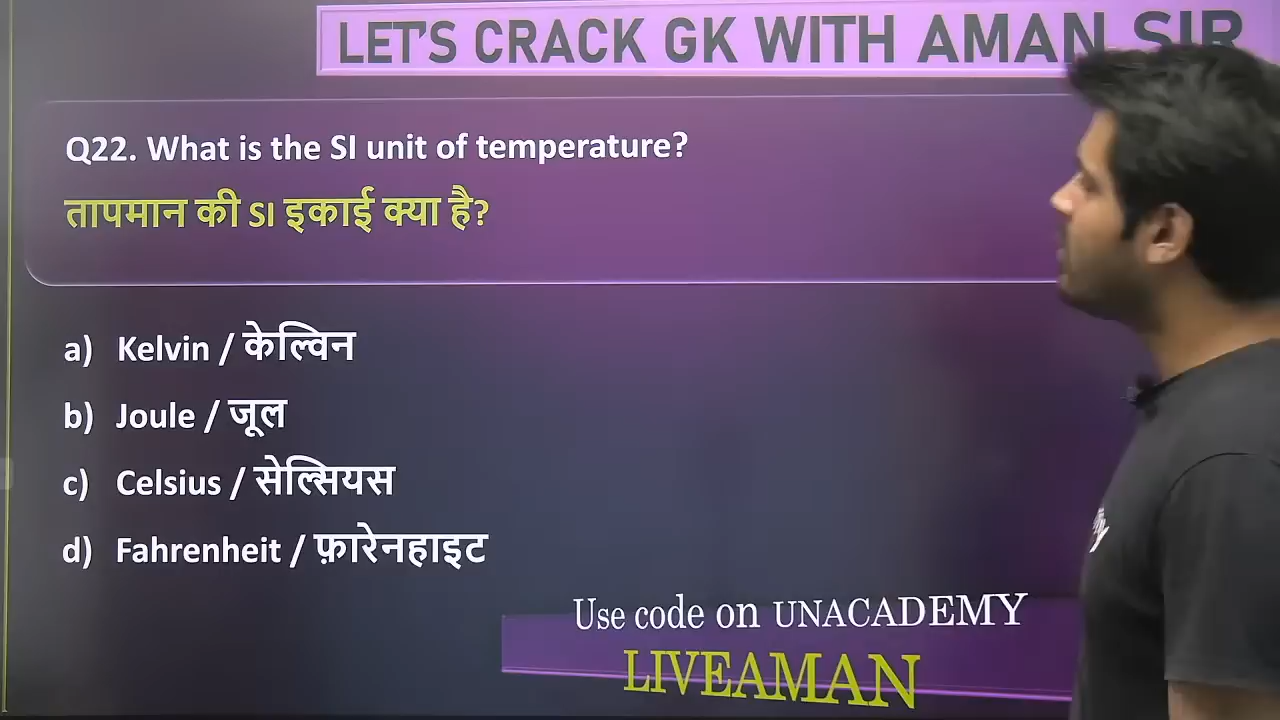 LET'S CRACK GK WITH AMAN SIR
Q22. What is the SI unit of temperature?
तापमान की SI इकाई क्या है?
a) Kelvin / केल्विन
b) Joule / जूल
c) Celsius / सेल्सियस
d) Fahrenheit / फ़ारेनहाइट
Use code on UNACADEMY
LIVEAMAN